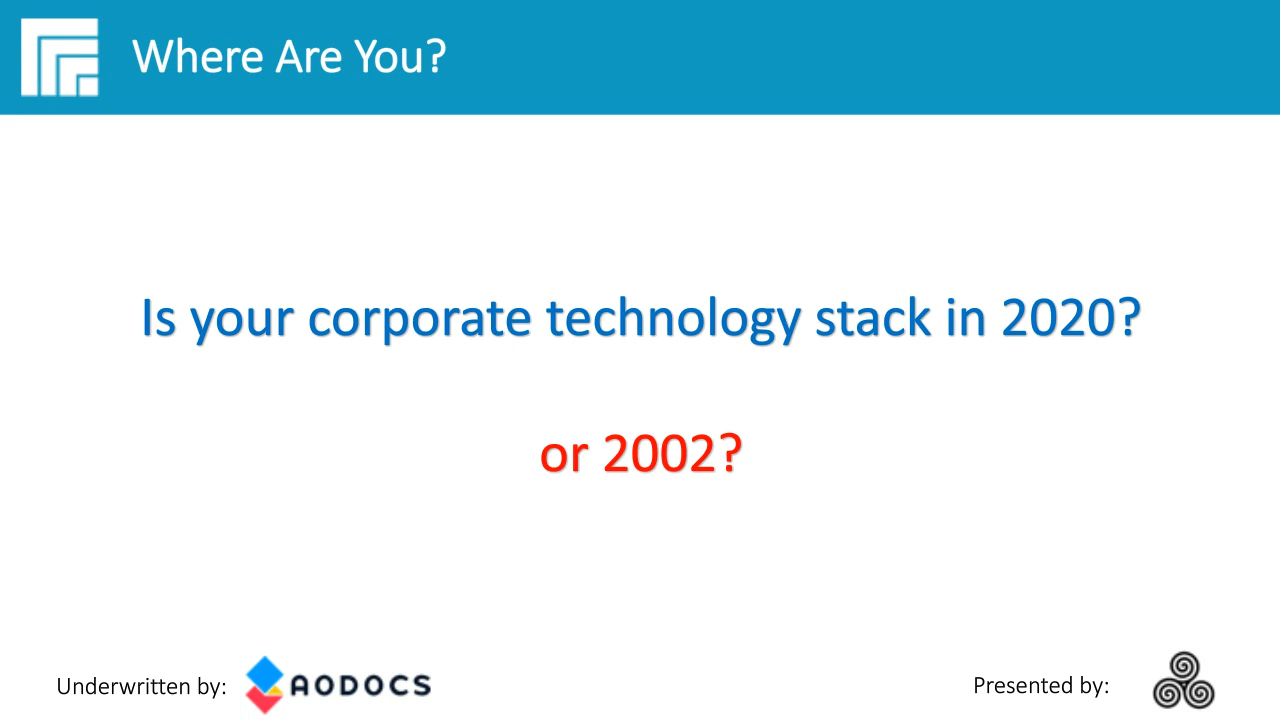 Where Are You?
Is your corporate technology stack in 2020?
or 2002?
Underwritten by:
AODOCS
Presented by: